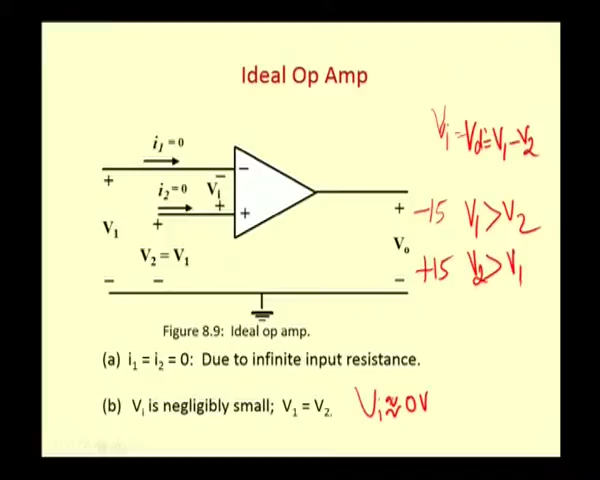 Ideal Op Amp
Vi = Vd = V1 - V2
i1 = 0
i2 = 0
Vi
V1
V2 = V1
Vo
-15 V1 > V2
+15 V2 > V1
Figure 8.9: Ideal op amp.
(a) i1 = i2 = 0: Due to infinite input resistance.
(b) Vi is negligibly small; V1 = V2.
Vi ≈ 0V